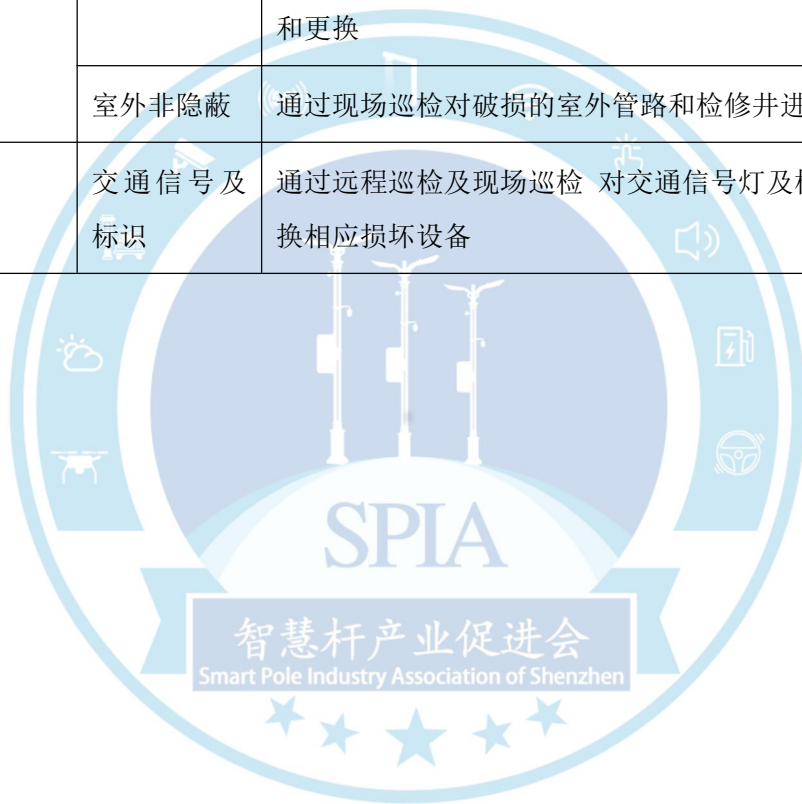 和更换
室外非隐蔽
通过现场巡检对破损的室外管路和检修井进
交通信号及
标识
通过远程巡检及现场巡检 对交通信号灯及
换相应损坏设备
SPIA
智慧杆产业促进会
Smart Pole Industry Association of Shenzhen